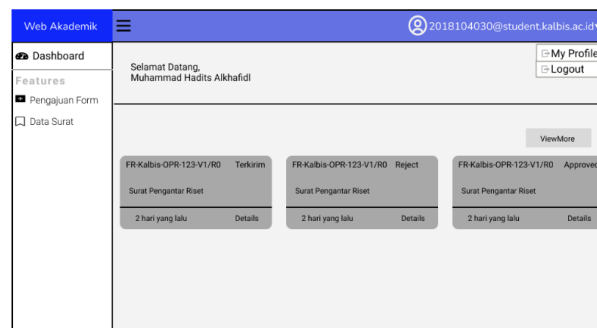 Web Akademik
2018104030@student.kalbis.ac.id
Dashboard
My Profile
Logout
Features
Selamat Datang,
Muhammad Hadits Alkhafidl
Pengajuan Form
Data Surat
ViewMore
FR-Kalbis-OPR-123-V1/R0 Terkirim
Surat Pengantar Riset
2 hari yang lalu Details
FR-Kalbis-OPR-123-V1/R0 Reject
Surat Pengantar Riset
2 hari yang lalu Details
FR-Kalbis-OPR-123-V1/R0 Approved
Surat Pengantar Riset
2 hari yang lalu Details